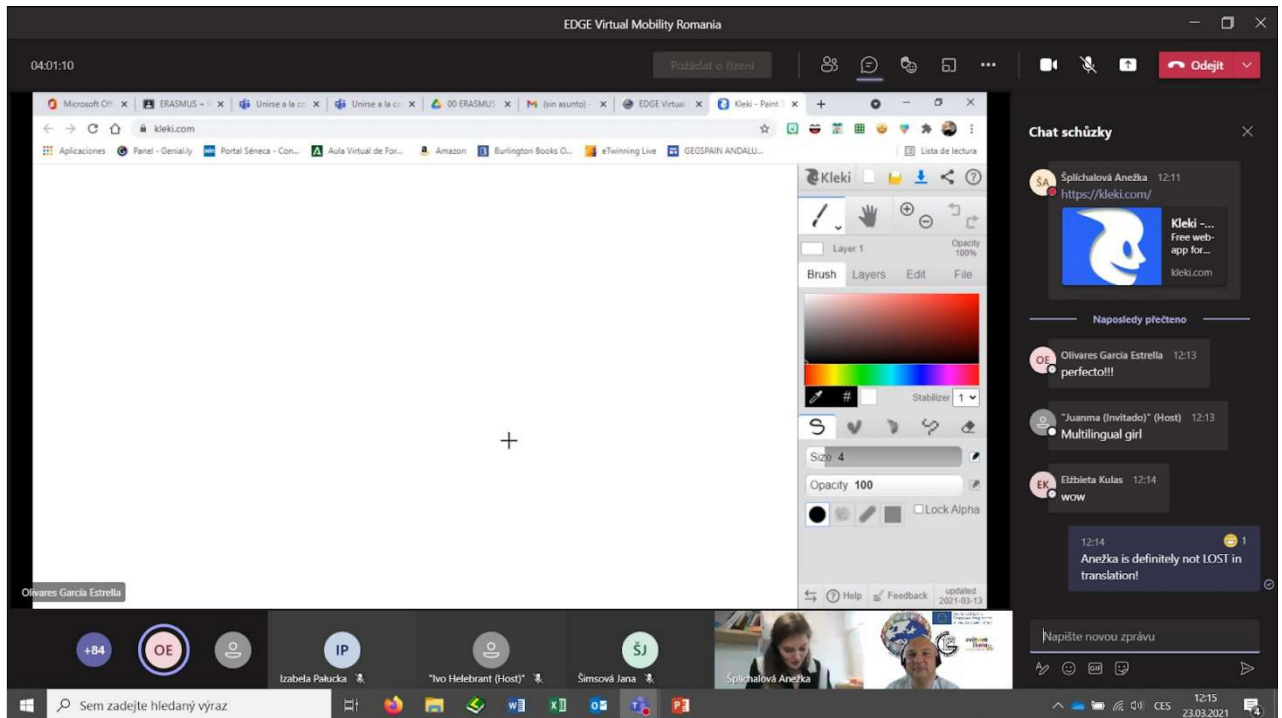 EDGE Virtual Mobility Romania
04:01:10
Požádat o řízení
Odejít
Microsoft Off
ERASMUS +
Unirse a la co
Unirse a la co
00 ERASMUS
(sin asunto) -
EDGE Virtual
Kleki - Paint T
kleki.com
Aplicaciones
Panel - Genial.ly
Portal Séneca - Con...
Aula Virtual de For...
Amazon
Burlington Books O...
eTwinning Live
GEGSPAIN ANDALU...
Lista de lectura
Kleki
Layer 1
Opacity
100%
Brush Layers Edit File
#
Stabilizer 1
Size 4
Opacity 100
Lock Alpha
Help
Feedback
updated
2021-03-13
Olivares García Estrella
Chat schůzky
ŠA
Šplíchalová Anežka 12:11
https://kleki.com/
Kleki -...
Free web-
app for...
kleki.com
Naposledy přečteno
OE
Olivares García Estrella 12:13
perfecto!!!
"Juanma (Invitado)" (Host) 12:13
Multilingual girl
EK
Elżbieta Kulas 12:14
wow
12:14
1
Anežka is definitely not LOST in
translation!
Napište novou zprávu
GIF
+84
OE
IP
Izabela Pałucka
"Ivo Helebrant (Host)"
ŠJ
Šimsová Jana
Šplíchalová Anežka
Sem zadejte hledaný výraz
CES
12:15
23.03.2021
4